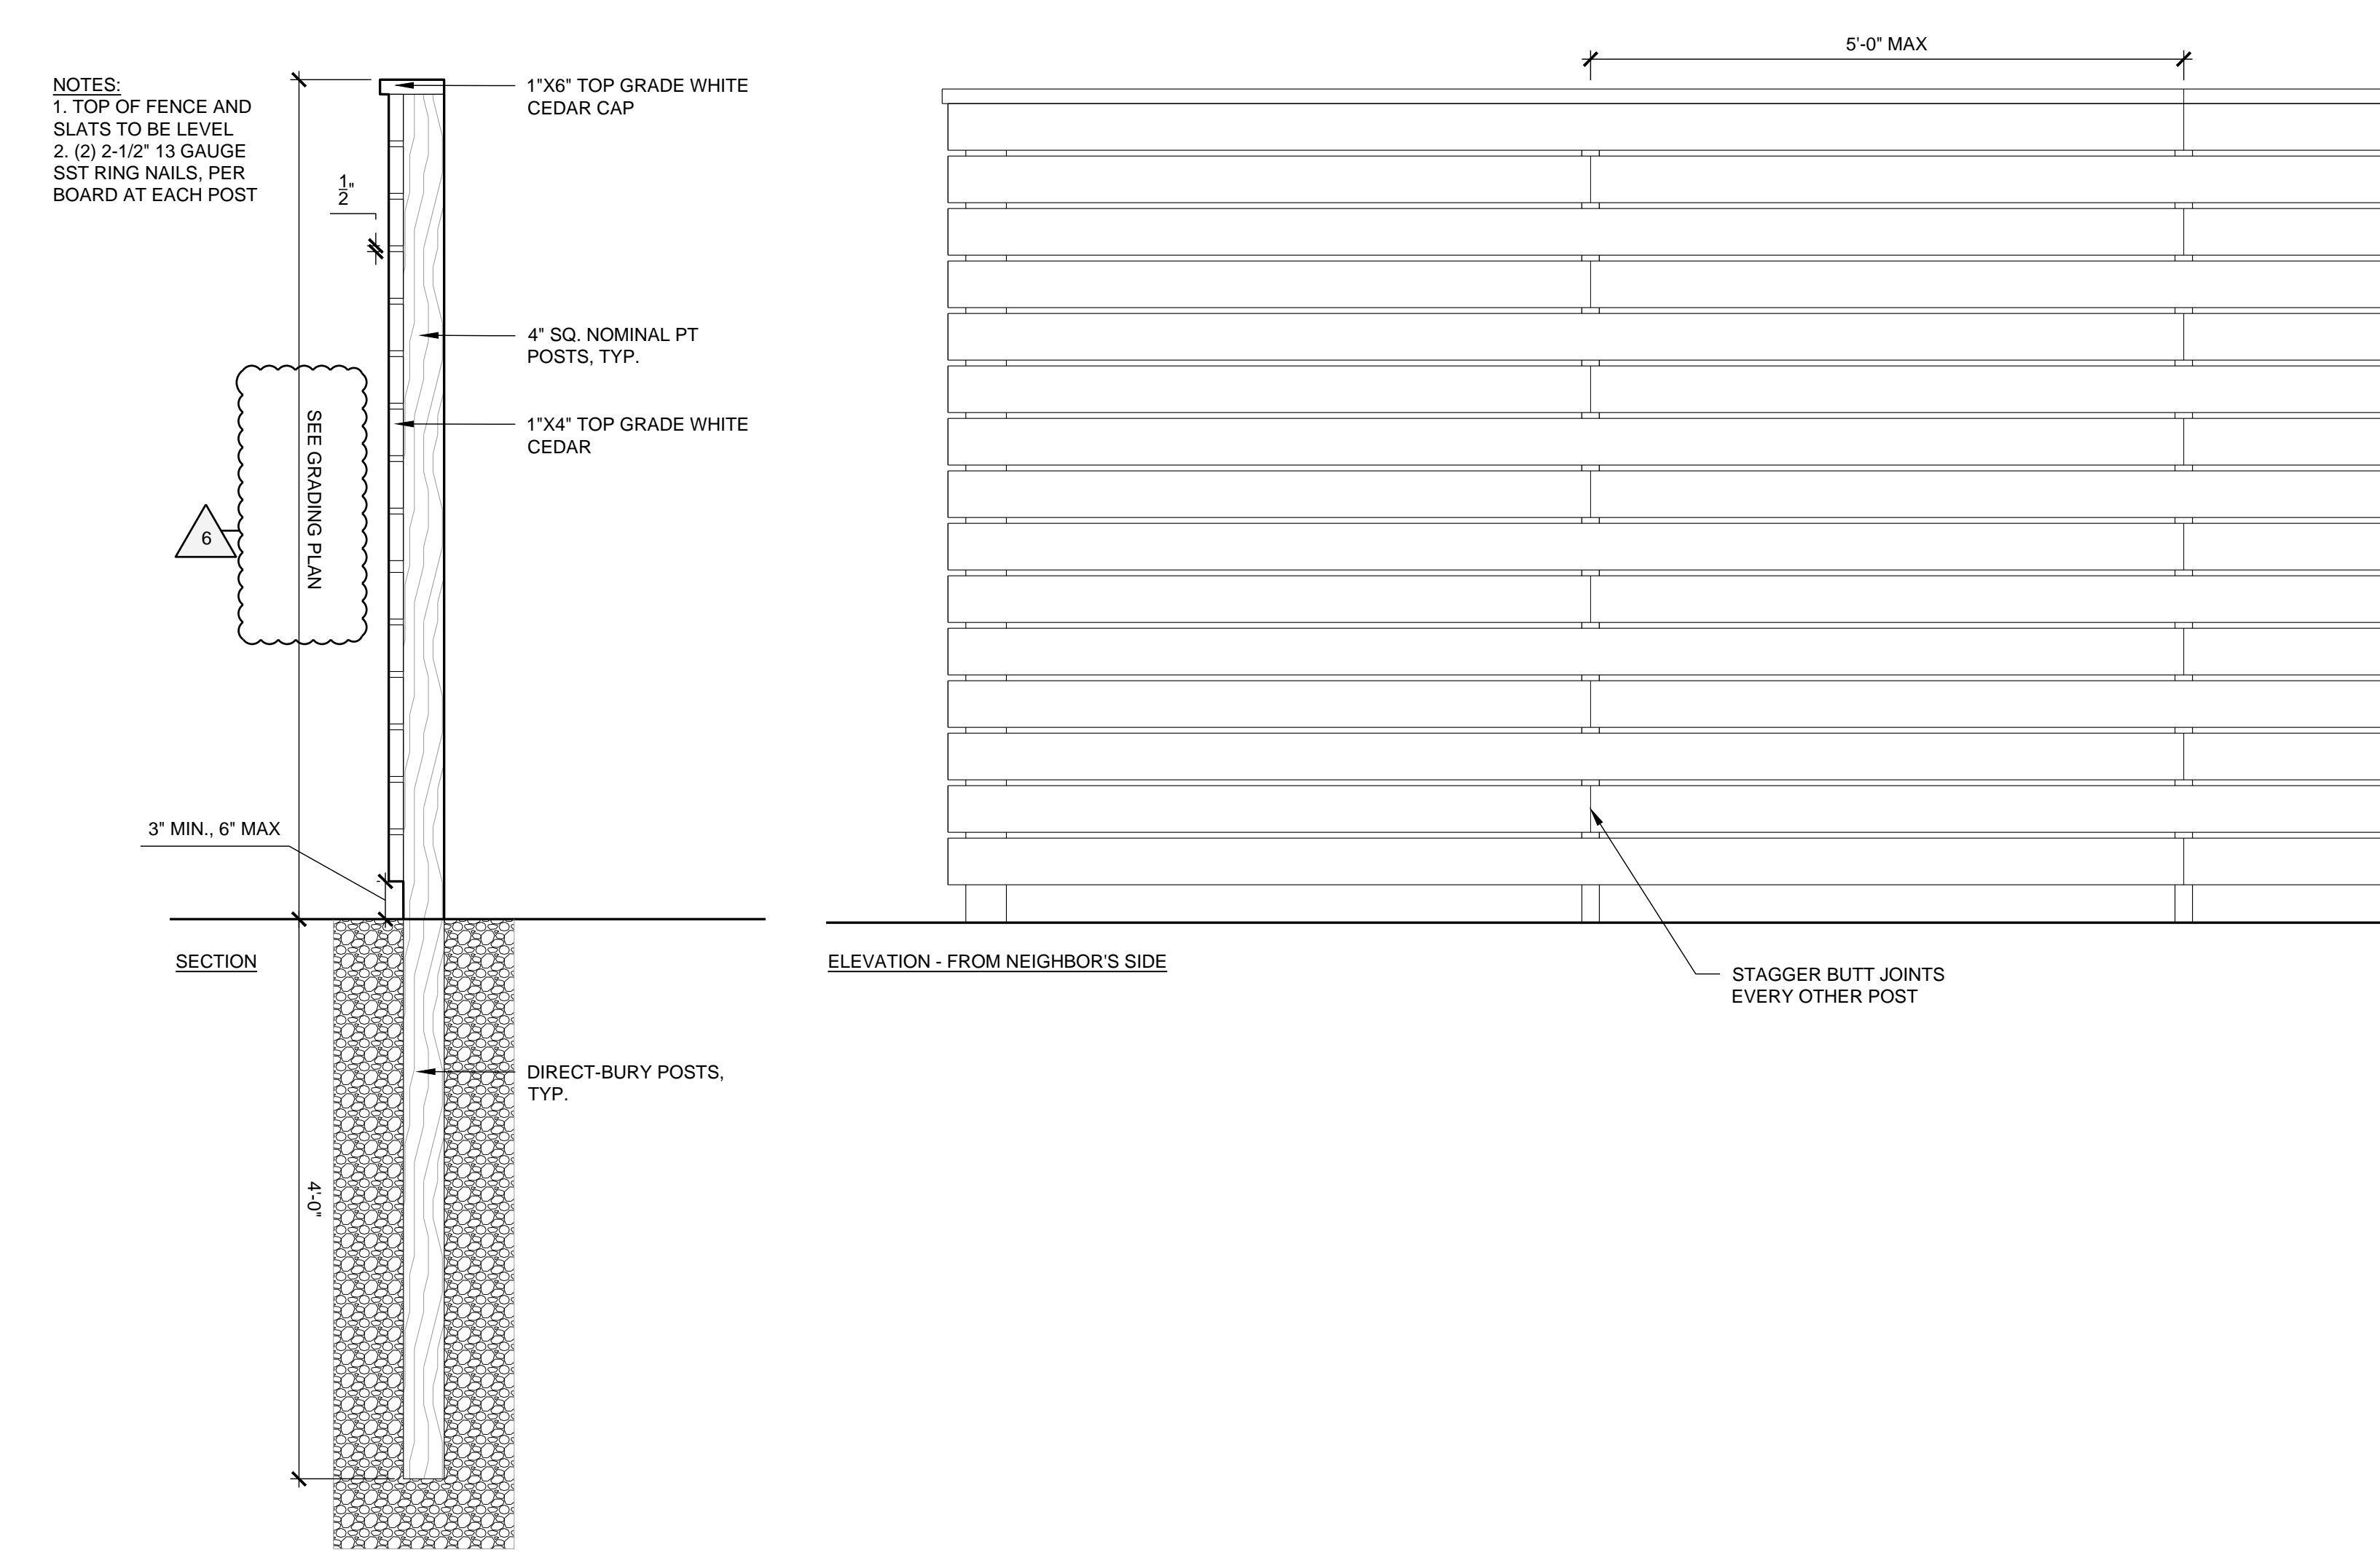 NOTES:
1. TOP OF FENCE AND
SLATS TO BE LEVEL
2. (2) 2-1/2" 13 GAUGE
SST RING NAILS, PER
BOARD AT EACH POST
1/2"
1"X6" TOP GRADE WHITE
CEDAR CAP
4" SQ. NOMINAL PT
POSTS, TYP.
1"X4" TOP GRADE WHITE
CEDAR
SEE GRADING PLAN
6
3" MIN., 6" MAX
SECTION
DIRECT-BURY POSTS,
TYP.
4'-0"
5'-0" MAX
ELEVATION - FROM NEIGHBOR'S SIDE
STAGGER BUTT JOINTS
EVERY OTHER POST